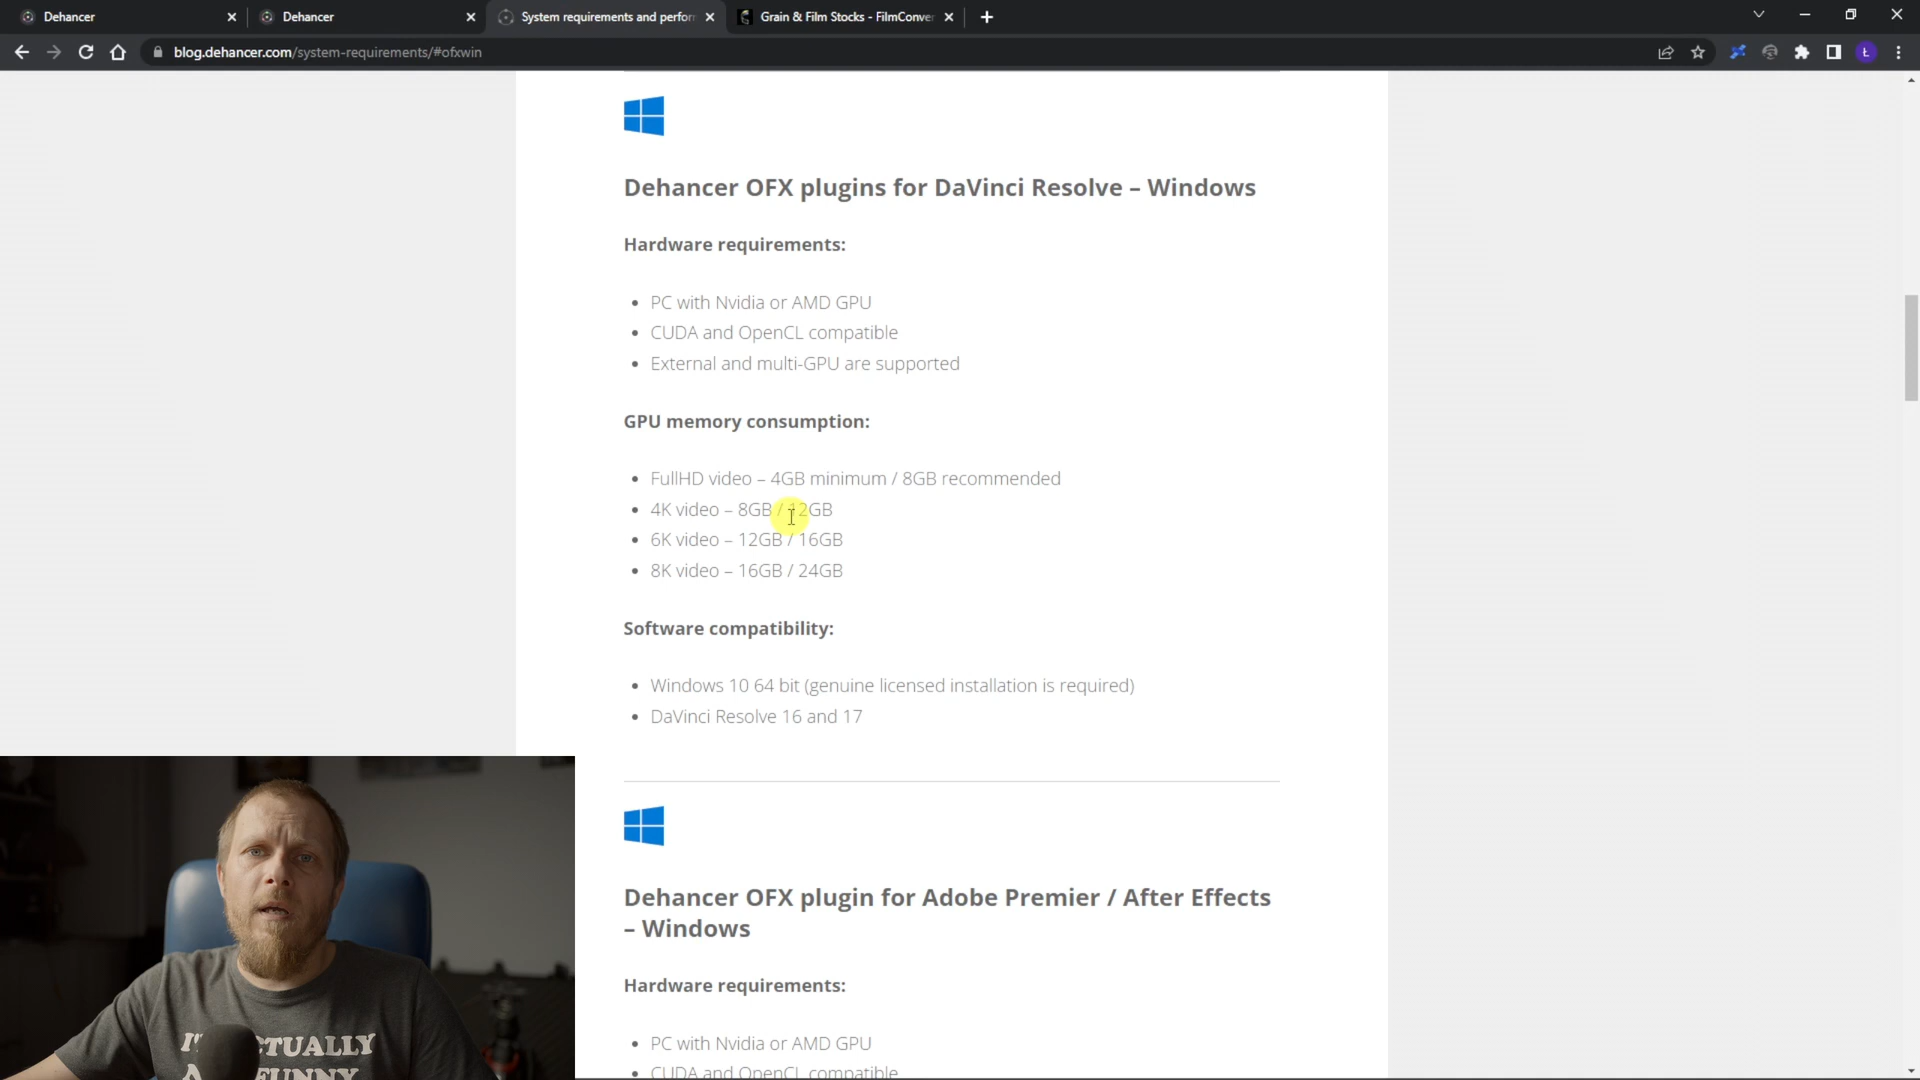 Dehancer
Dehancer
System requirements and perfor
Grain & Film Stocks - FilmConver
blog.dehancer.com/system-requirements/#ofxwin
Dehancer OFX plugins for DaVinci Resolve – Windows
Hardware requirements:
• PC with Nvidia or AMD GPU
• CUDA and OpenCL compatible
• External and multi-GPU are supported
GPU memory consumption:
• FullHD video – 4GB minimum / 8GB recommended
• 4K video – 8GB / 12GB
• 6K video – 12GB / 16GB
• 8K video – 16GB / 24GB
Software compatibility:
• Windows 10 64 bit (genuine licensed installation is required)
• DaVinci Resolve 16 and 17
Dehancer OFX plugin for Adobe Premier / After Effects
– Windows
Hardware requirements:
• PC with Nvidia or AMD GPU
• CUDA and OpenCL compatible
FUNNY